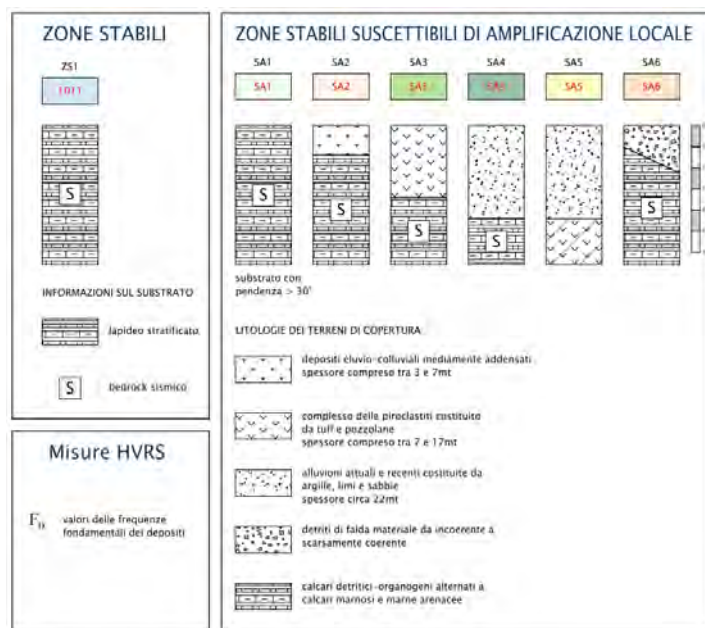 ZONE STABILI
ZS1
INFORMAZIONI SUL SUBSTRATO
S
lapideo stratificato
S
bedrock sismico
Misure HVRS
F₀
valori delle frequenze
fondamentali dei depositi
ZONE STABILI SUSCETTIBILI DI AMPLIFICAZIONE LOCALE
SA1 SA2 SA3 SA4 SA5 SA6
SA1 SA2 SA3 SA5 SA6
S S S S S
substrato con
pendenza > 30°
LITOLOGIE DEI TERRENI DI COPERTURA
depositi eluvio-colluviali mediamente addensati
spessore compreso tra 3 e 7mt
complesso delle piroclastiti costituito
da tufi e pozzolane
spessore compreso tra 7 e 17mt
alluvioni attuali e recenti costituite da
argille, limi e sabbie
spessore circa 22mt
detriti di falda materiale da incoerente a
scarsamente coerente
calcari detritici-organogeni alternati a
calcari marnosi e marne arenacee